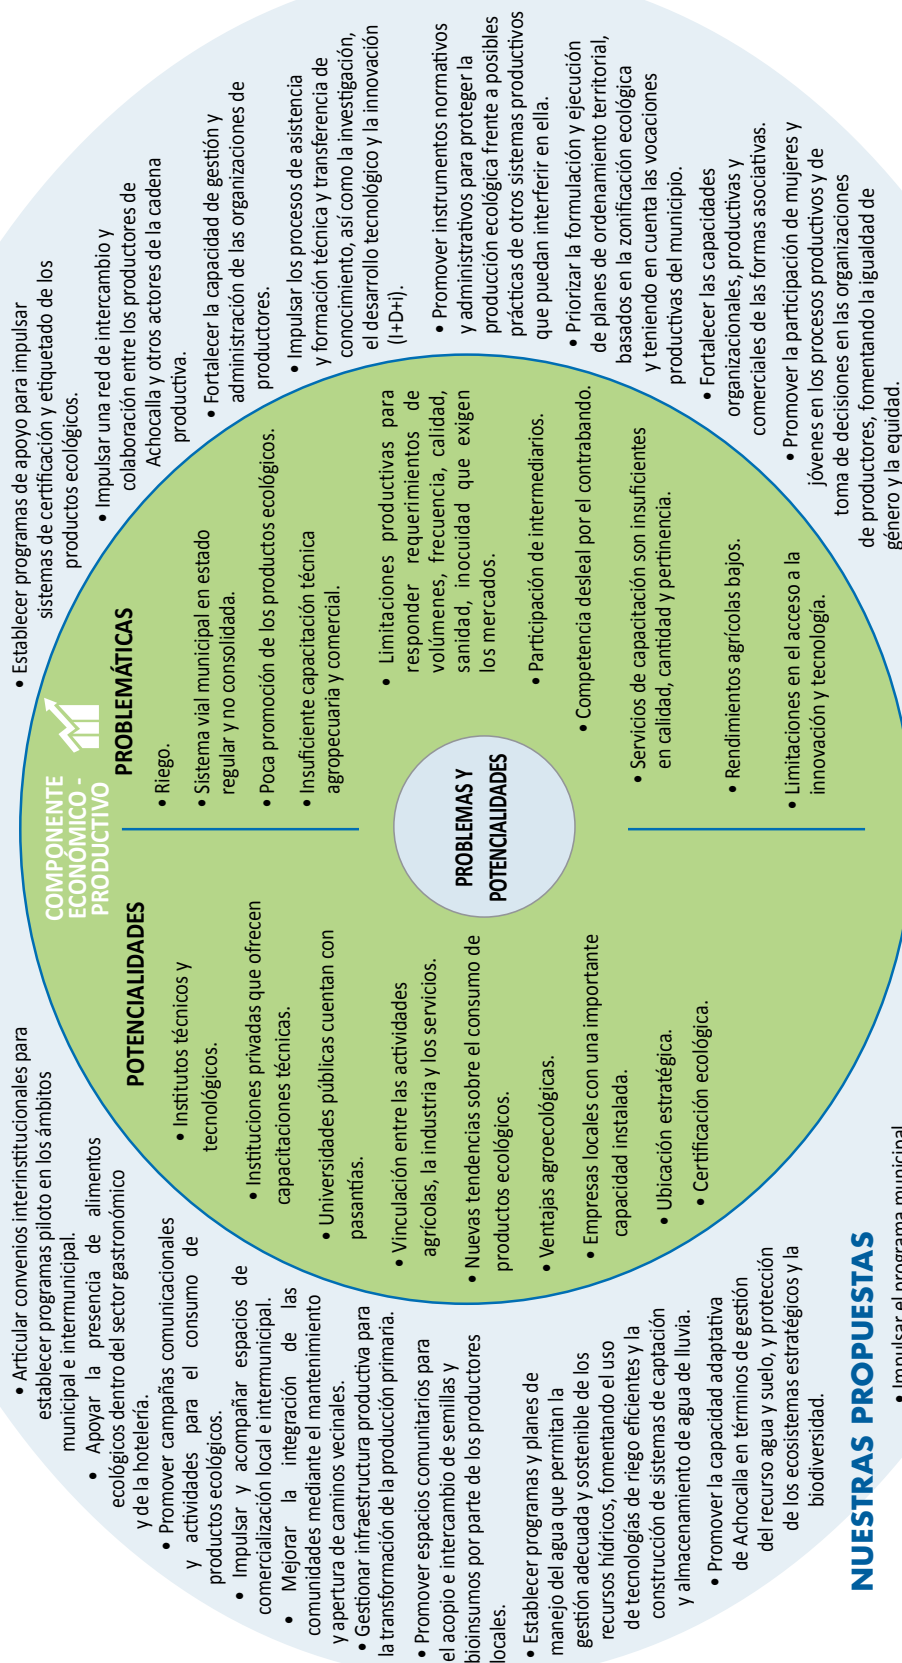 COMPONENTE
ECONÓMICO -
PRODUCTIVO
PROBLEMAS Y
POTENCIALIDADES
POTENCIALIDADES
• Institutos técnicos y
tecnológicos.
• Instituciones privadas que ofrecen
capacitaciones técnicas.
• Universidades públicas cuentan con
pasantías.
• Vinculación entre las actividades
agrícolas, la industria y los servicios.
• Nuevas tendencias sobre el consumo de
productos ecológicos.
• Ventajas agroecológicas.
• Empresas locales con una importante
capacidad instalada.
• Ubicación estratégica.
• Certificación ecológica.
PROBLEMÁTICAS
• Riego.
• Sistema vial municipal en estado
regular y no consolidada.
• Poca promoción de los productos ecológicos.
• Insuficiente capacitación técnica
agropecuaria y comercial.
• Limitaciones productivas para
responder requerimientos de
volúmenes, frecuencia, calidad,
sanidad, inocuidad que exigen
los mercados.
• Participación de intermediarios.
• Competencia desleal por el contrabando.
• Servicios de capacitación son insuficientes
en calidad, cantidad y pertinencia.
• Rendimientos agrícolas bajos.
• Limitaciones en el acceso a la
innovación y tecnología.
• Articular convenios interinstitucionales para
establecer programas piloto en los ámbitos
municipal e intermunicipal.
• Apoyar la presencia de alimentos
ecológicos dentro del sector gastronómico
y de la hotelería.
• Promover campañas comunicacionales
y actividades para el consumo de
productos ecológicos.
• Impulsar y acompañar espacios de
comercialización local e intermunicipal.
• Mejorar la integración de las
comunidades mediante el mantenimiento
y apertura de caminos vecinales.
• Gestionar infraestructura productiva para
la transformación de la producción primaria.
• Promover espacios comunitarios para
el acopio e intercambio de semillas y
bioinsumos por parte de los productores
locales.
• Establecer programas y planes de
manejo del agua que permitan la
gestión adecuada y sostenible de los
recursos hídricos, fomentando el uso
de tecnologías de riego eficientes y la
construcción de sistemas de captación
y almacenamiento de agua de lluvia.
• Promover la capacidad adaptativa
de Achocalla en términos de gestión
del recurso agua y suelo, y protección
de los ecosistemas estratégicos y la
biodiversidad.
NUESTRAS PROPUESTAS
• Impulsar el programa municipal
• Establecer programas de apoyo para impulsar
sistemas de certificación y etiquetado de los
productos ecológicos.
• Impulsar una red de intercambio y
colaboración entre los productores de
Achocalla y otros actores de la cadena
productiva.
• Fortalecer la capacidad de gestión y
administración de las organizaciones de
productores.
• Impulsar los procesos de asistencia
y formación técnica y transferencia de
conocimiento, así como la investigación,
el desarrollo tecnológico y la innovación
(I+D+i).
• Promover instrumentos normativos
y administrativos para proteger la
producción ecológica frente a posibles
prácticas de otros sistemas productivos
que puedan interferir en ella.
• Priorizar la formulación y ejecución
de planes de ordenamiento territorial,
basados en la zonificación ecológica
y teniendo en cuenta las vocaciones
productivas del municipio.
• Fortalecer las capacidades
organizacionales, productivas y
comerciales de las formas asociativas.
• Promover la participación de mujeres y
jóvenes en los procesos productivos y de
toma de decisiones en las organizaciones
de productores, fomentando la igualdad de
género y la equidad.